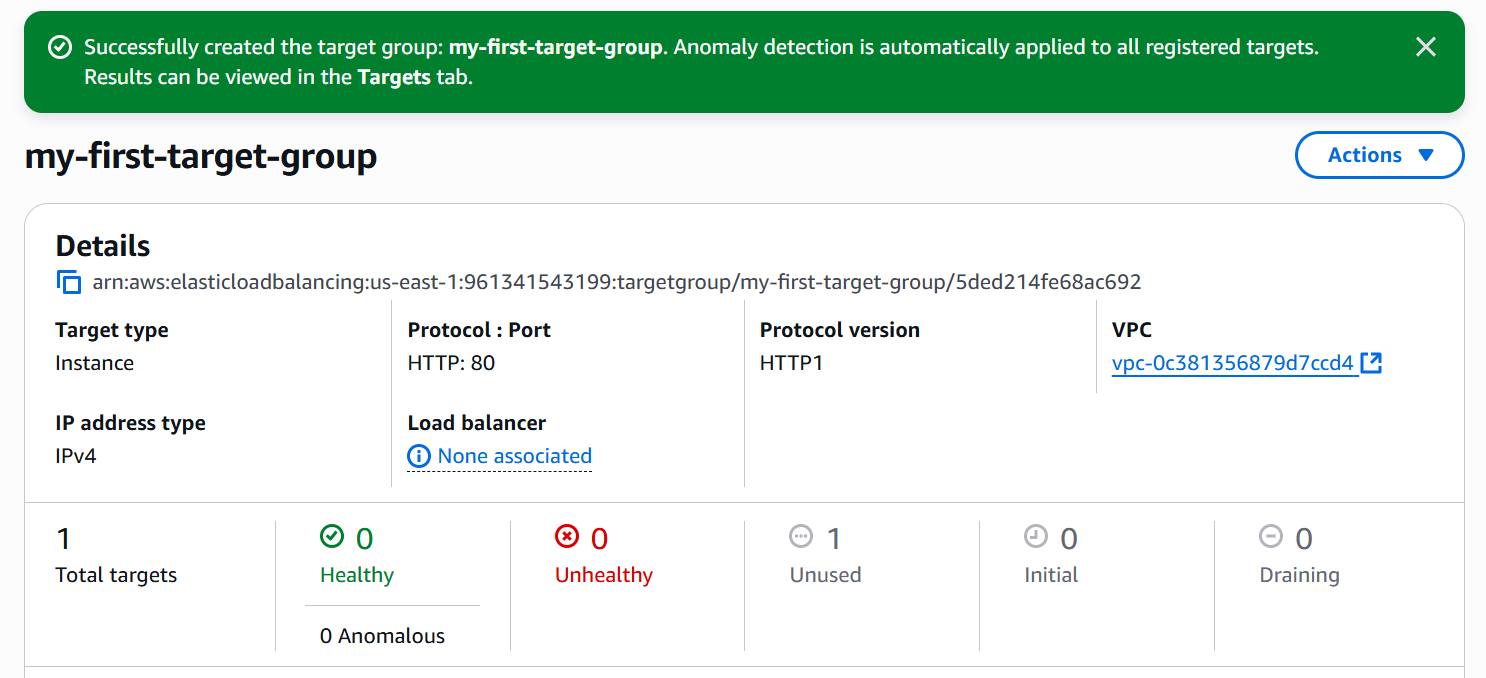 Successfully created the target group: my-first-target-group. Anomaly detection is automatically applied to all registered targets.
Results can be viewed in the Targets tab.
my-first-target-group
Actions
Details
arn:aws:elasticloadbalancing:us-east-1:961341543199:targetgroup/my-first-target-group/5ded214fe68ac692
Target type
Instance
Protocol : Port
HTTP: 80
Protocol version
HTTP1
VPC
vpc-0c381356879d7ccd4
IP address type
IPv4
Load balancer
None associated
1
Total targets
0
Healthy
0 Anomalous
0
Unhealthy
1
Unused
0
Initial
0
Draining